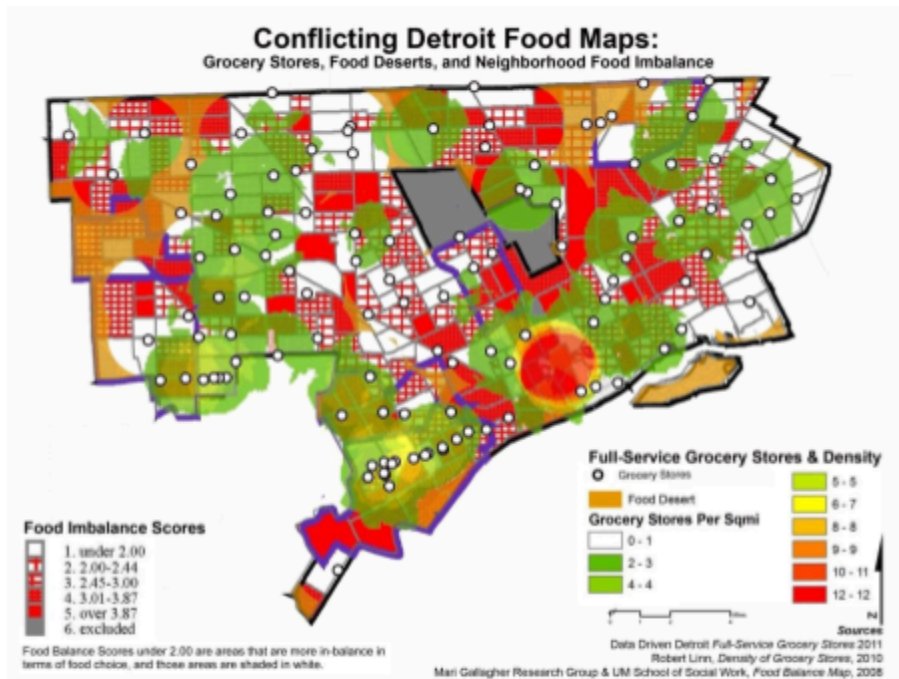 Conflicting Detroit Food Maps:
Grocery Stores, Food Deserts, and Neighborhood Food Imbalance
Full-Service Grocery Stores & Density
Grocery Stores
Food Desert
Grocery Stores Per Sqmi
0 - 1
2 - 3
4 - 4
5 - 5
6 - 7
8 - 8
9 - 9
10 - 11
12 - 12
Food Imbalance Scores
1. under 2.00
2. 2.00-2.44
3. 2.45-3.00
4. 3.01-3.87
5. over 3.87
6. excluded
Food Balance Scores under 2.00 are areas that are more in-balance in
terms of food choice, and those areas are shaded in white.
N
Sources
Data Driven Detroit Full-Service Grocery Stores 2011
Robert Linn, Density of Grocery Stores, 2010
Mari Gallagher Research Group & UM School of Social Work, Food Balance Map, 2008